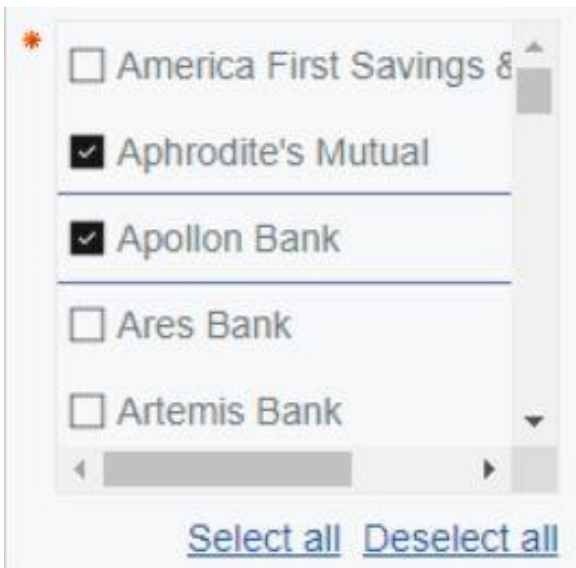 America First Savings &
Aphrodite's Mutual
Apollon Bank
Ares Bank
Artemis Bank
Select all Deselect all